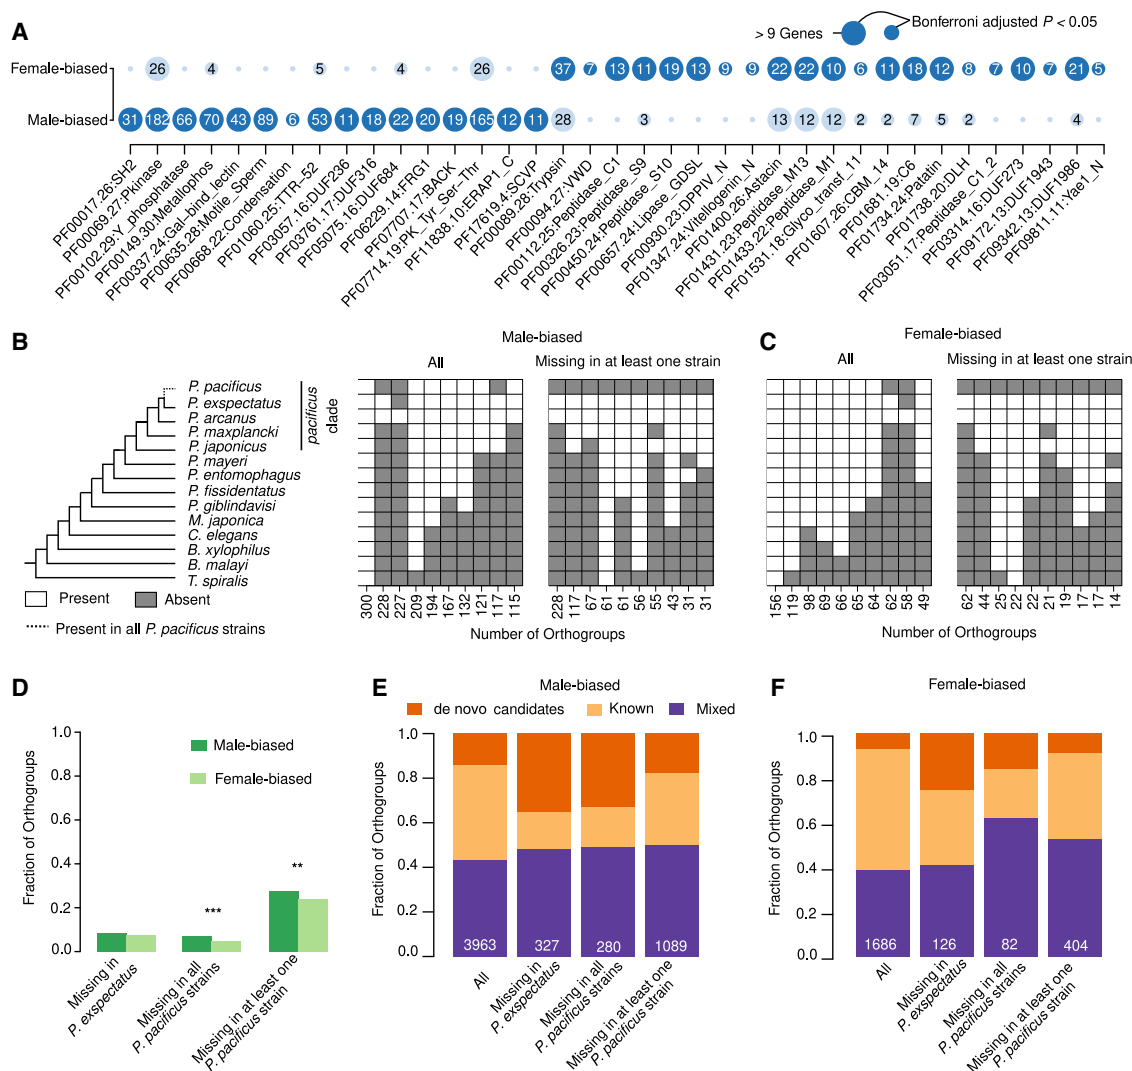 A
> 9 Genes
Bonferroni adjusted P < 0.05
Female-biased
26 4 5 4 26 37 7 13 11 19 13 9 9 22 22 10 6 11 18 12 8 7 10 7 21 5
Male-biased
31 182 66 70 43 89 6 53 11 18 22 20 19 165 12 11 28 3 13 12 12 2 2 7 5 2 4
PF00017.26:SH2
PF00069.27:Pkinase
PF00102.29:Y_phosphatase
PF00149.30:Metallophos
PF00337.24:Gal-bind_lectin
PF00635.28:Motile_Sperm
PF00668.22:Condensation
PF01060.25:TTR-52
PF03057.16:DUF236
PF03761.17:DUF316
PF05075.16:DUF684
PF06229.14:FRG1
PF07707.17:BACK
PF07714.19:PK_Tyr_Ser-Thr
PF11838.10:ERAP1_C
PF17619.4:SCVP
PF00089.28:Trypsin
PF00094.27:VWD
PF00112.25:Peptidase_C1
PF00326.23:Peptidase_S9
PF00450.24:Peptidase_S10
PF00657.24:Lipase_GDSL
PF00930.23:DPPIV_N
PF01347.24:Vitellogenin_N
PF01400.26:Astacin
PF01431.23:Peptidase_M13
PF01433.22:Peptidase_M1
PF01531.18:Glyco_transf_11
PF01607.26:CBM_14
PF01681.19:C6
PF01734.24:Patatin
PF01738.20:DLH
PF03051.17:Peptidase_C1_2
PF03314.16:DUF273
PF09172.13:DUF1943
PF09342.13:DUF1986
PF09811.11:Yae1_N
B
Male-biased
All
Missing in at least one strain
P. pacificus
P. exspectatus
P. arcanus
P. maxplancki
P. japonicus
P. mayeri
P. entomophagus
P. fissidentatus
P. giblindavisi
M. japonica
C. elegans
B. xylophilus
B. malayi
T. spiralis
pacificus
clade
Present
Absent
Present in all P. pacificus strains
300 228 227 209 194 167 132 121 117 115
228 117 67 61 61 56 55 43 31 31
Number of Orthogroups
C
Female-biased
All
Missing in at least one strain
156 119 98 69 66 65 64 62 58 49
62 44 25 22 22 21 19 17 17 14
Number of Orthogroups
D
Fraction of Orthogroups
1.0
0.8
0.6
0.4
0.2
0.0
Male-biased
Female-biased
***
**
Missing in
P. exspectatus
Missing in all
P. pacificus strains
Missing in at least one
P. pacificus strain
E
Male-biased
de novo candidates
Known
Mixed
Fraction of Orthogroups
1.0
0.8
0.6
0.4
0.2
0.0
3963 327 280 1089
All
Missing in
P. exspectatus
Missing in all
P. pacificus strains
Missing in at least one
P. pacificus strain
F
Female-biased
Fraction of Orthogroups
1.0
0.8
0.6
0.4
0.2
0.0
1686 126 82 404
All
Missing in
P. exspectatus
Missing in all
P. pacificus strains
Missing in at least one
P. pacificus strain